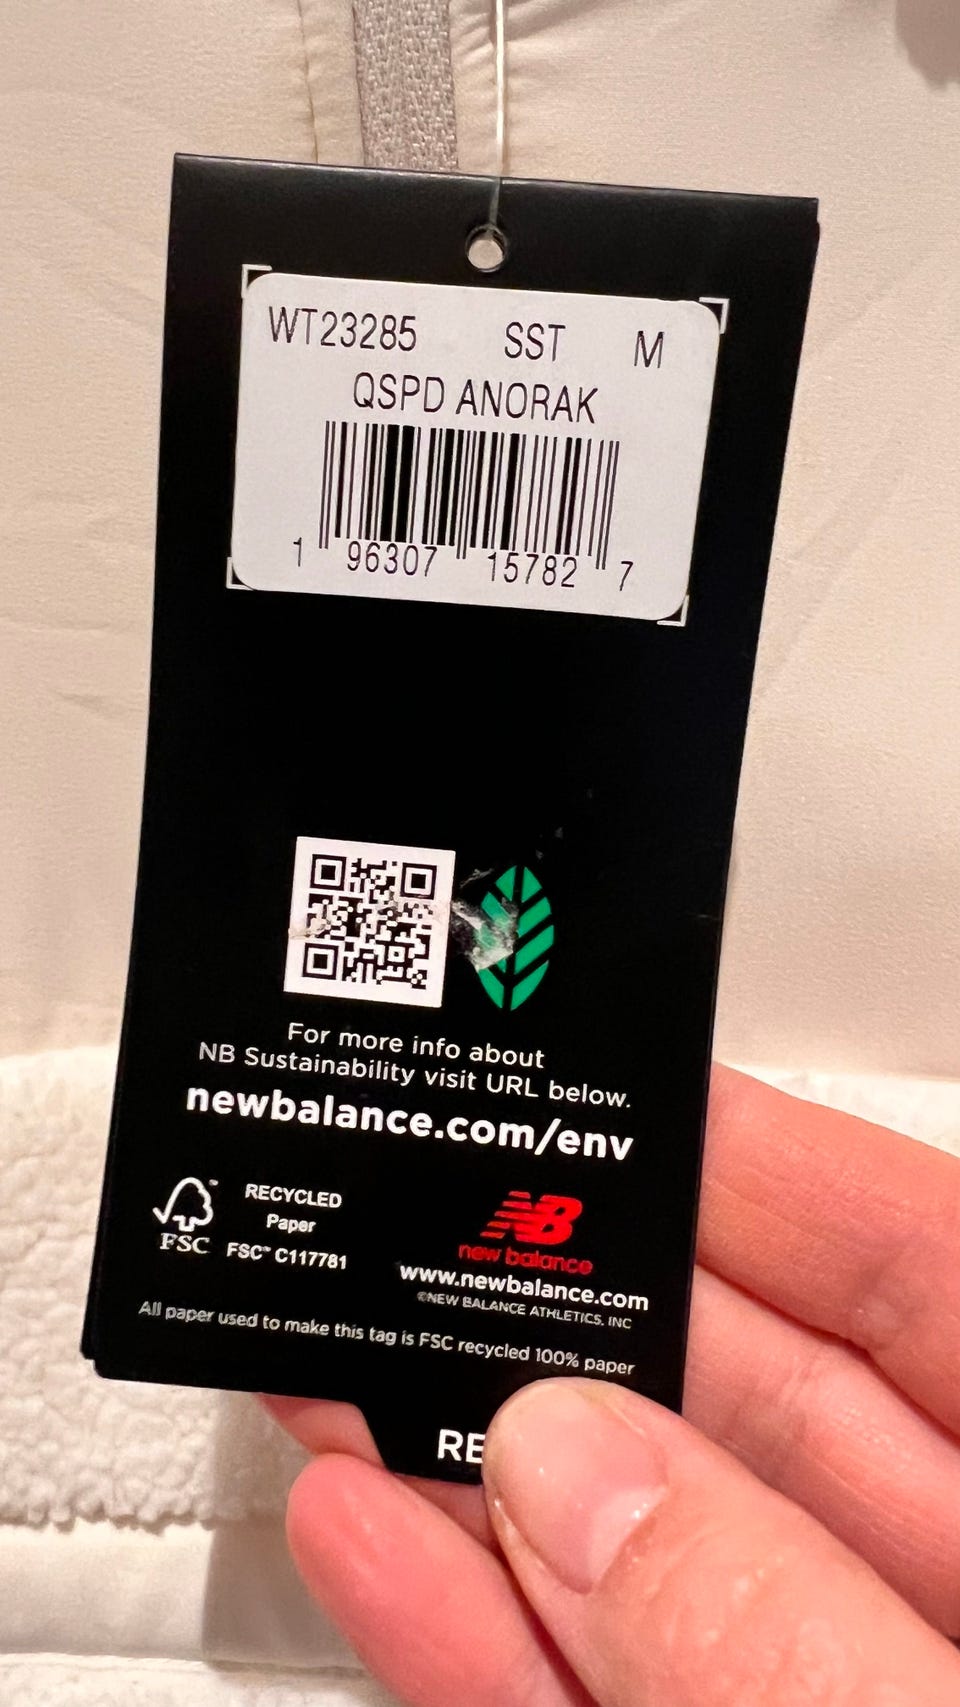 WT23285 SST M
QSPD ANORAK
1 96307 15782 7
For more info about
NB Sustainability visit URL below.
newbalance.com/env
FSC™
RECYCLED
Paper
FSC™ C117781
NB
new balance
www.newbalance.com
©NEW BALANCE ATHLETICS, INC
All paper used to make this tag is FSC recycled 100% paper